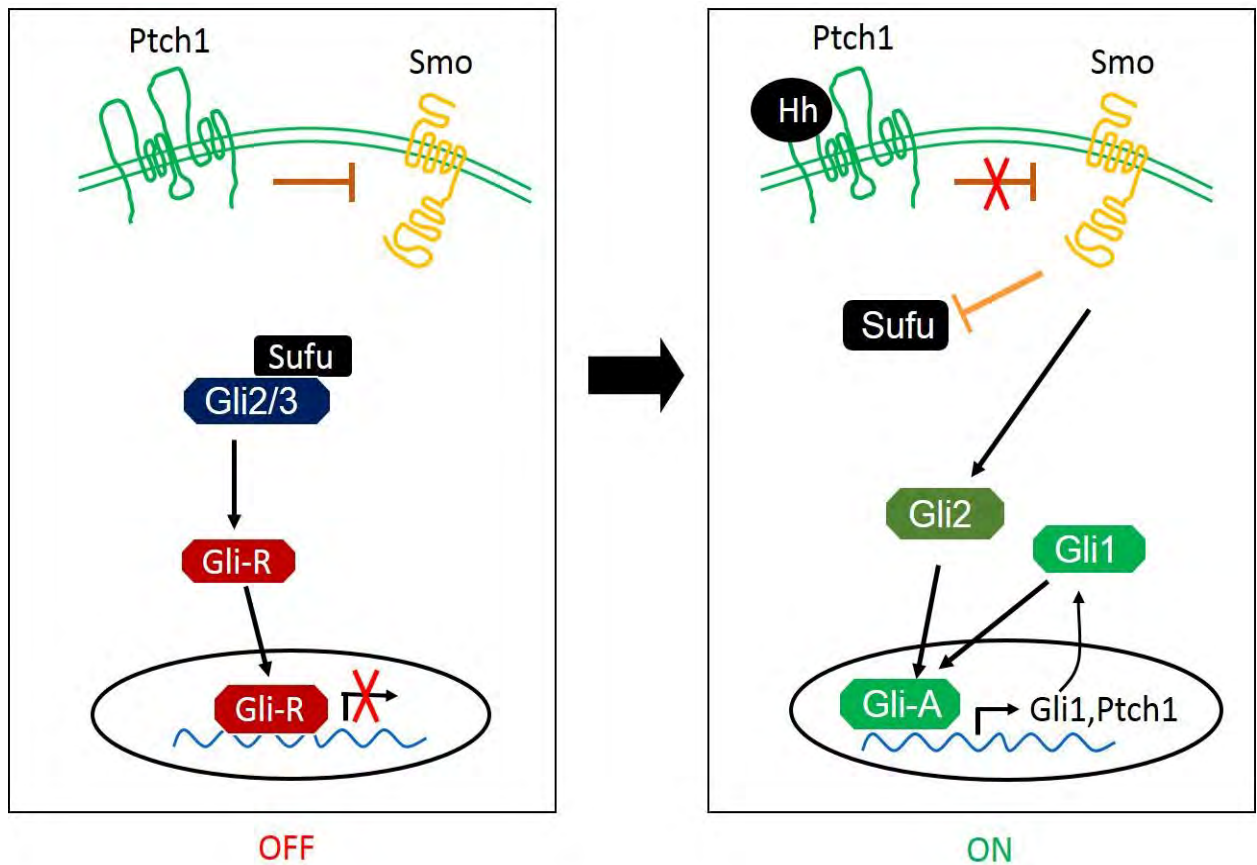 Ptch1
Smo
Sufu
Gli2/3
Gli-R
Gli-R
OFF
Ptch1
Smo
Hh
Sufu
Gli2
Gli1
Gli-A
Gli1,Ptch1
ON